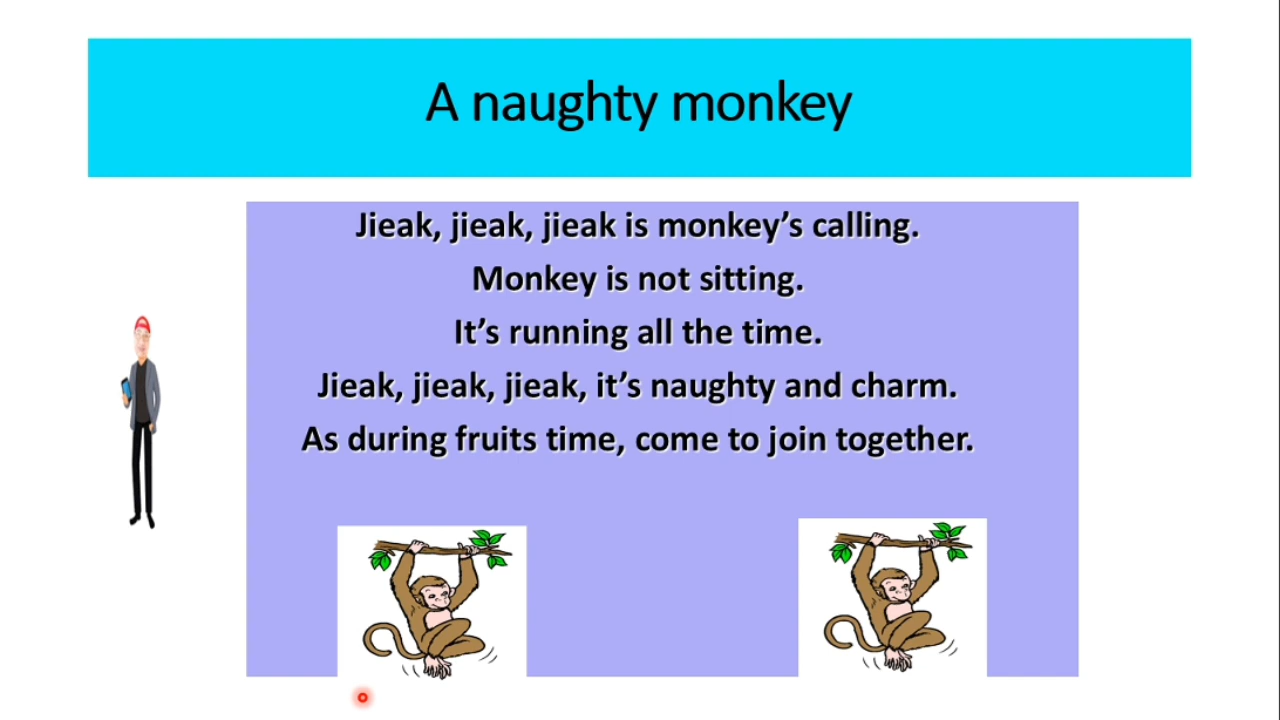 A naughty monkey
Jieak, jieak, jieak is monkey’s calling.
Monkey is not sitting.
It’s running all the time.
Jieak, jieak, jieak, it’s naughty and charm.
As during fruits time, come to join together.